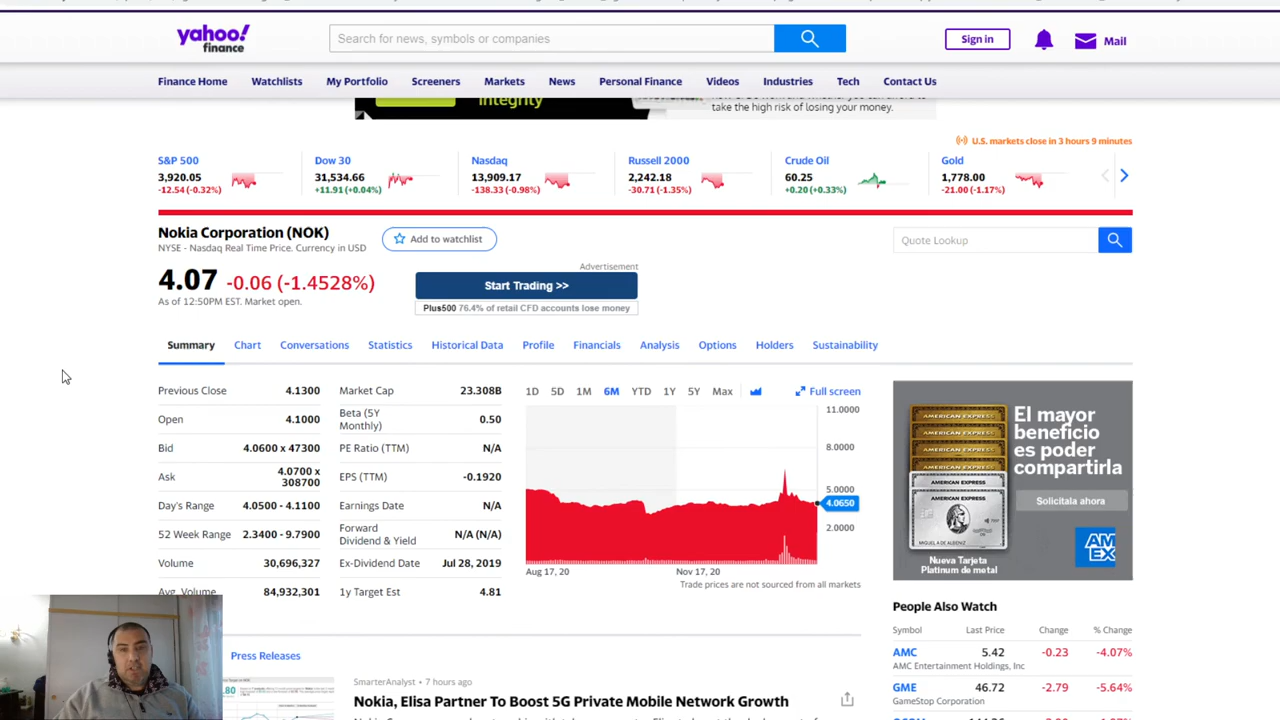 yahoo!
finance
Search for news, symbols or companies
Sign in
Mail
Finance Home Watchlists My Portfolio Screeners Markets News Personal Finance Videos Industries Tech Contact Us
integrity
take the high risk of losing your money.
U.S. markets close in 3 hours 9 minutes
S&P 500 Dow 30 Nasdaq Russell 2000 Crude Oil Gold
3,920.05 31,534.66 13,909.17 2,242.18 60.25 1,778.00
-12.54 (-0.32%) +11.91 (+0.04%) -138.33 (-0.98%) -30.71 (-1.35%) +0.20 (+0.33%) -21.00 (-1.17%)
Nokia Corporation (NOK)
NYSE - Nasdaq Real Time Price. Currency in USD
Add to watchlist
Quote Lookup
4.07 -0.06 (-1.4528%)
As of 12:50PM EST. Market open.
Advertisement
Start Trading >>
Plus500 76.4% of retail CFD accounts lose money
Summary Chart Conversations Statistics Historical Data Profile Financials Analysis Options Holders Sustainability
Previous Close 4.1300
Open 4.1000
Bid 4.0600 x 47300
Ask 4.0700 x
308700
Day's Range 4.0500 - 4.1100
52 Week Range 2.3400 - 9.7900
Volume 30,696,327
Avg. Volume 84,932,301
Market Cap 23.308B
Beta (5Y
Monthly) 0.50
PE Ratio (TTM) N/A
EPS (TTM) -0.1920
Earnings Date N/A
Forward
Dividend & Yield N/A (N/A)
Ex-Dividend Date Jul 28, 2019
1y Target Est 4.81
1D 5D 1M 6M YTD 1Y 5Y Max Full screen
11.0000
8.0000
5.0000
4.0650
2.0000
Aug 17, 20 Nov 17, 20
Trade prices are not sourced from all markets
El mayor
beneficio
es poder
compartirla
Solicítala ahora
AMERICAN EXPRESS
AMERICAN EXPRESS
AMERICAN EXPRESS
AMERICAN EXPRESS
AMERICAN EXPRESS
AMERICAN EXPRESS
AM
EX
Nueva Tarjeta
Platinum de metal
People Also Watch
Symbol Last Price Change % Change
AMC 5.42 -0.23 -4.07%
AMC Entertainment Holdings, Inc
GME 46.72 -2.79 -5.64%
GameStop Corporation
Press Releases
SmarterAnalyst • 7 hours ago
Nokia, Elisa Partner To Boost 5G Private Mobile Network Growth